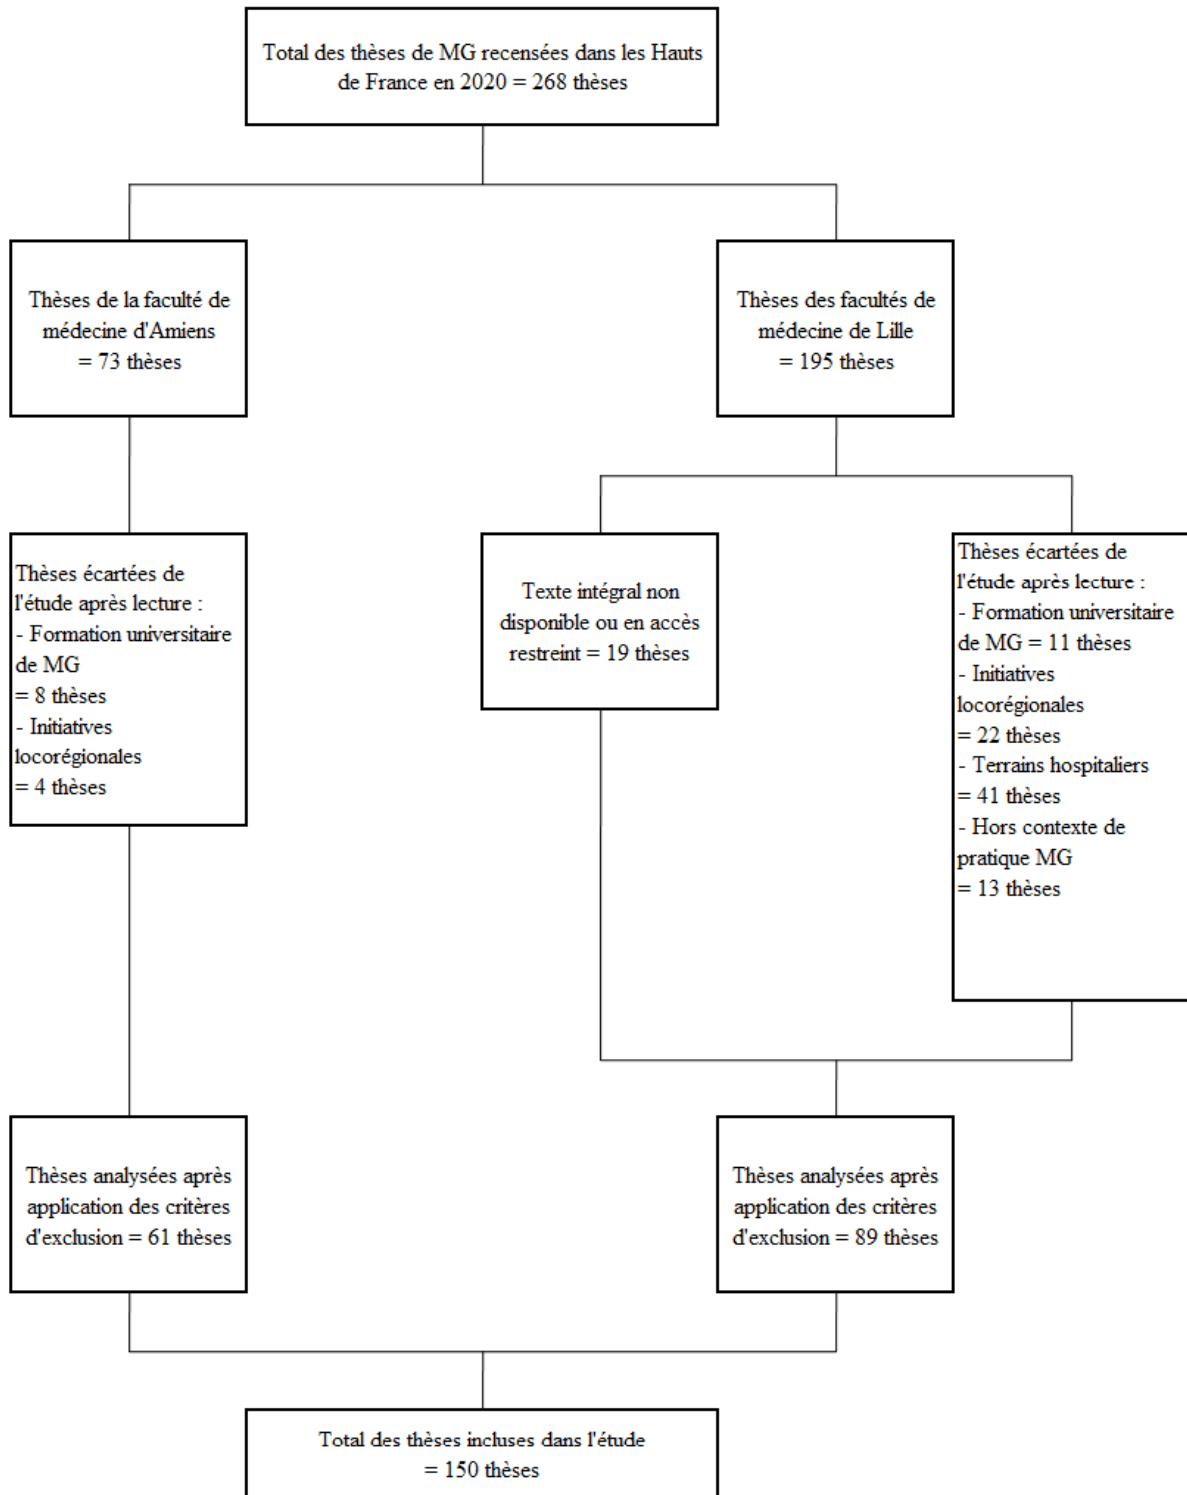 Total des thèses de MG recensées dans les Hauts
de France en 2020 = 268 thèses
Thèses de la faculté de
médecine d'Amiens
= 73 thèses
Thèses des facultés de
médecine de Lille
= 195 thèses
Thèses écartées de
l'étude après lecture :
- Formation universitaire
de MG
= 8 thèses
- Initiatives
locorégionales
= 4 thèses
Texte intégral non
disponible ou en accès
restreint = 19 thèses
Thèses écartées de
l'étude après lecture :
- Formation universitaire
de MG = 11 thèses
- Initiatives
locorégionales
= 22 thèses
- Terrains hospitaliers
= 41 thèses
- Hors contexte de
pratique MG
= 13 thèses
Thèses analysées après
application des critères
d'exclusion = 61 thèses
Thèses analysées après
application des critères
d'exclusion = 89 thèses
Total des thèses incluses dans l'étude
= 150 thèses